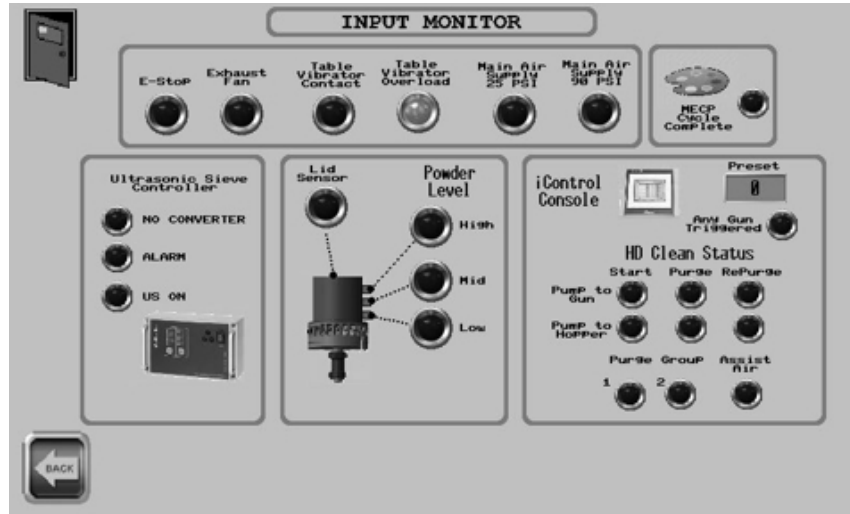 INPUT MONITOR
E-Stop
Exhaust
Fan
Table
Vibrator
Contact
Table
Vibrator
Overload
Main Air
Supply
25 PSI
Main Air
Supply
90 PSI
MECP
Cycle
Complete
Ultrasonic Sieve
Controller
NO CONVERTER
ALARM
US ON
Lid
Sensor
Powder
Level
High
Mid
Low
iControl
Console
Preset
0
Any Gun
Triggered
HD Clean Status
Start Purge RePurge
Pump to
Gun
Pump to
Hopper
Purge Group
1 2
Assist
Air
BACK